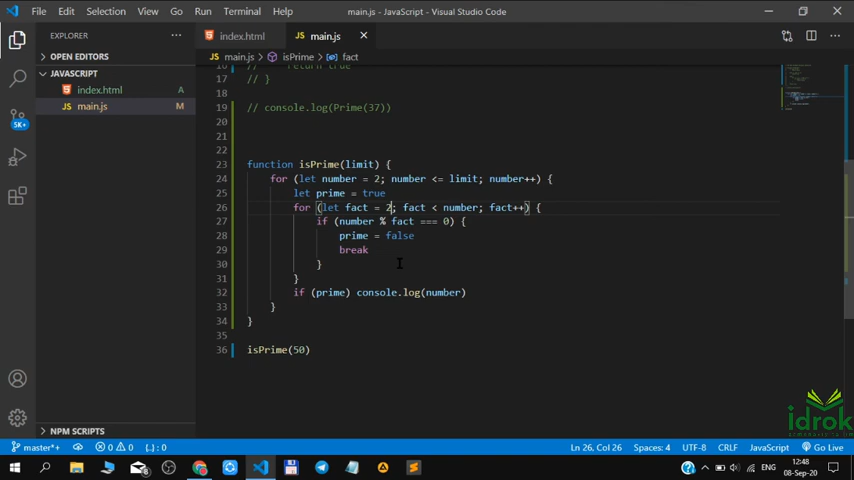 File Edit Selection View Go Run Terminal Help main.js - JavaScript - Visual Studio Code
EXPLORER
index.html
JS main.js
JS main.js > isPrime > fact
OPEN EDITORS
JAVASCRIPT
index.html A
JS main.js M
5K+
17 // }
18
19 // console.log(Prime(37))
20
21
22
23 function isPrime(limit) {
24 for (let number = 2; number <= limit; number++) {
25 let prime = true
26 for (let fact = 2; fact < number; fact++) {
27 if (number % fact === 0) {
28 prime = false
29 break
30 }
31 }
32 if (prime) console.log(number)
33 }
34 }
35
36 isPrime(50)
NPM SCRIPTS
idrok
master*+ 0 0 {..} : 0 Ln 26, Col 26 Spaces: 4 UTF-8 CRLF JavaScript Go Live
ENG
12:48
08-Sep-20